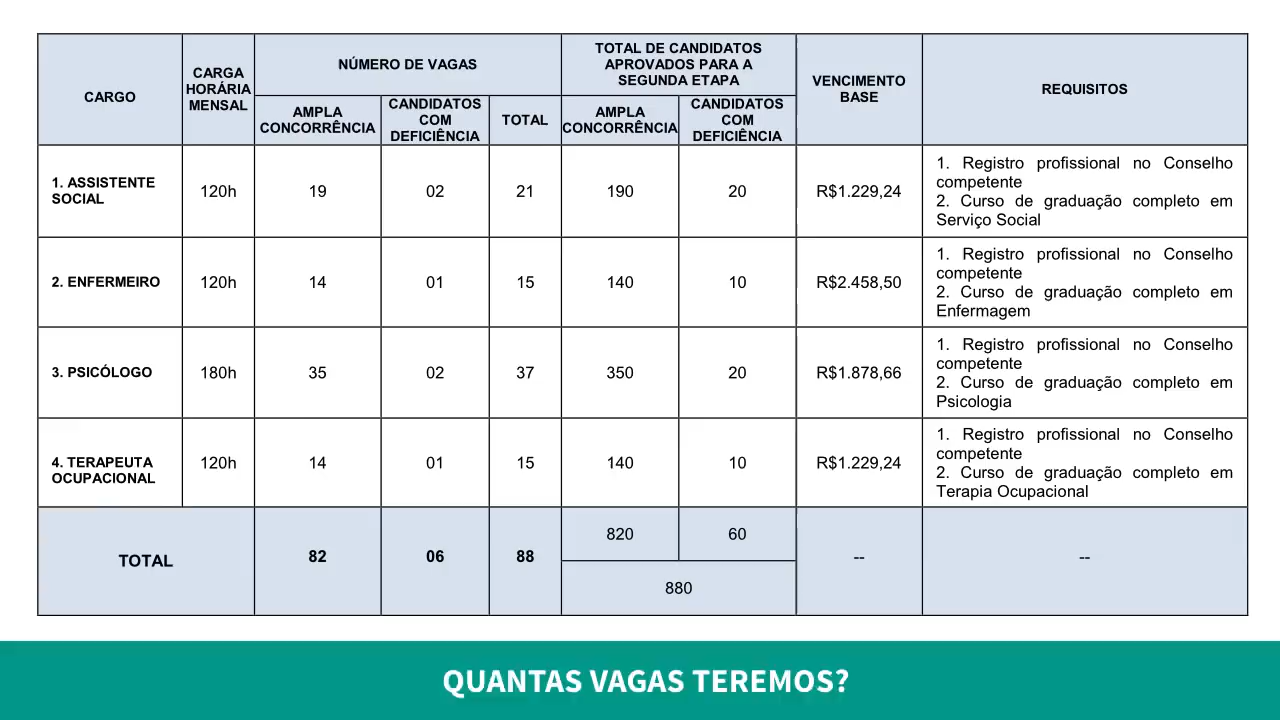 CARGO
CARGA
HORÁRIA
MENSAL
NÚMERO DE VAGAS
AMPLA
CONCORRÊNCIA
CANDIDATOS
COM
DEFICIÊNCIA
TOTAL
TOTAL DE CANDIDATOS
APROVADOS PARA A
SEGUNDA ETAPA
AMPLA
CONCORRÊNCIA
CANDIDATOS
COM
DEFICIÊNCIA
VENCIMENTO
BASE
REQUISITOS
1. ASSISTENTE
SOCIAL
120h
19
02
21
190
20
R$1.229,24
1. Registro profissional no Conselho
competente
2. Curso de graduação completo em
Serviço Social
2. ENFERMEIRO
120h
14
01
15
140
10
R$2.458,50
1. Registro profissional no Conselho
competente
2. Curso de graduação completo em
Enfermagem
3. PSICÓLOGO
180h
35
02
37
350
20
R$1.878,66
1. Registro profissional no Conselho
competente
2. Curso de graduação completo em
Psicologia
4. TERAPEUTA
OCUPACIONAL
120h
14
01
15
140
10
R$1.229,24
1. Registro profissional no Conselho
competente
2. Curso de graduação completo em
Terapia Ocupacional
TOTAL
82
06
88
820
60
880
--
--
QUANTAS VAGAS TEREMOS?